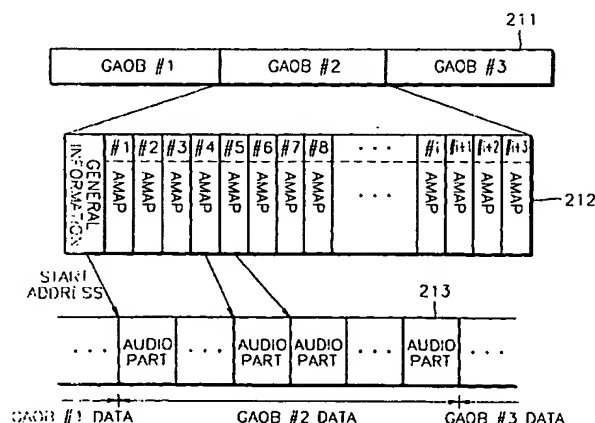 211
GAOB #1 GAOB #2 GAOB #3
GENERAL INFORMATION
#1 #2 #3 #4 #5 #6 #7 #8 ... #i #i+1 #i+2 #i+3
AMAP AMAP AMAP AMAP AMAP AMAP AMAP AMAP ... AMAP AMAP AMAP AMAP
212
START
ADDRESS
213
... AUDIO PART ... AUDIO PART AUDIO PART ... AUDIO PART ...
GAOB #1 DATA GAOB #2 DATA GAOB #3 DATA